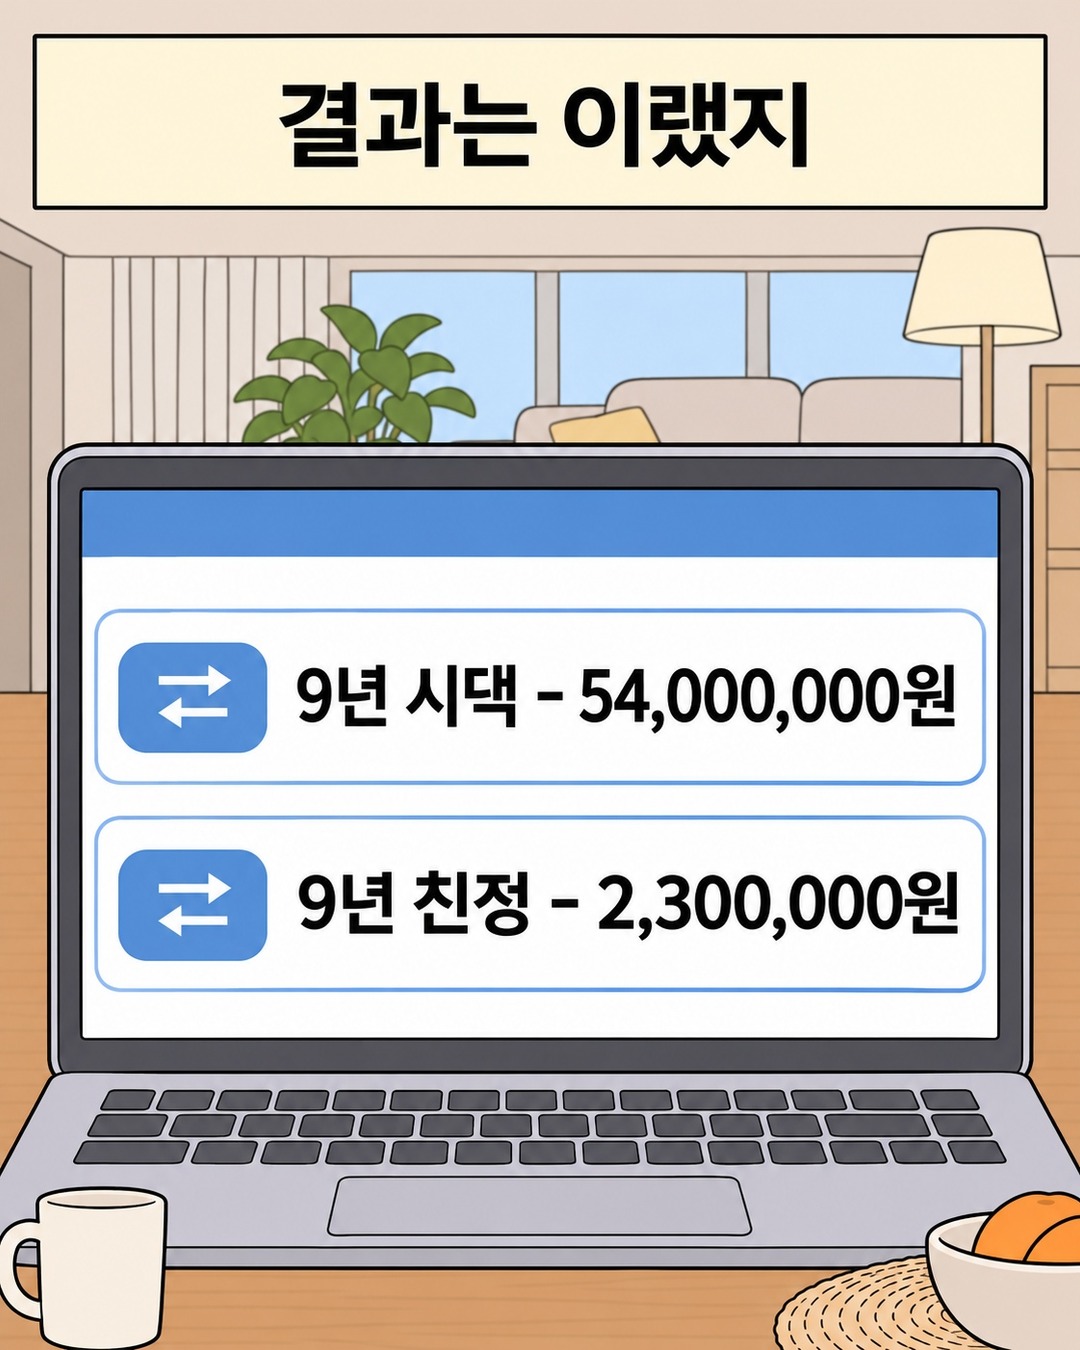 결과는 이랬지
9년 시댁 - 54,000,000원
9년 친정 - 2,300,000원